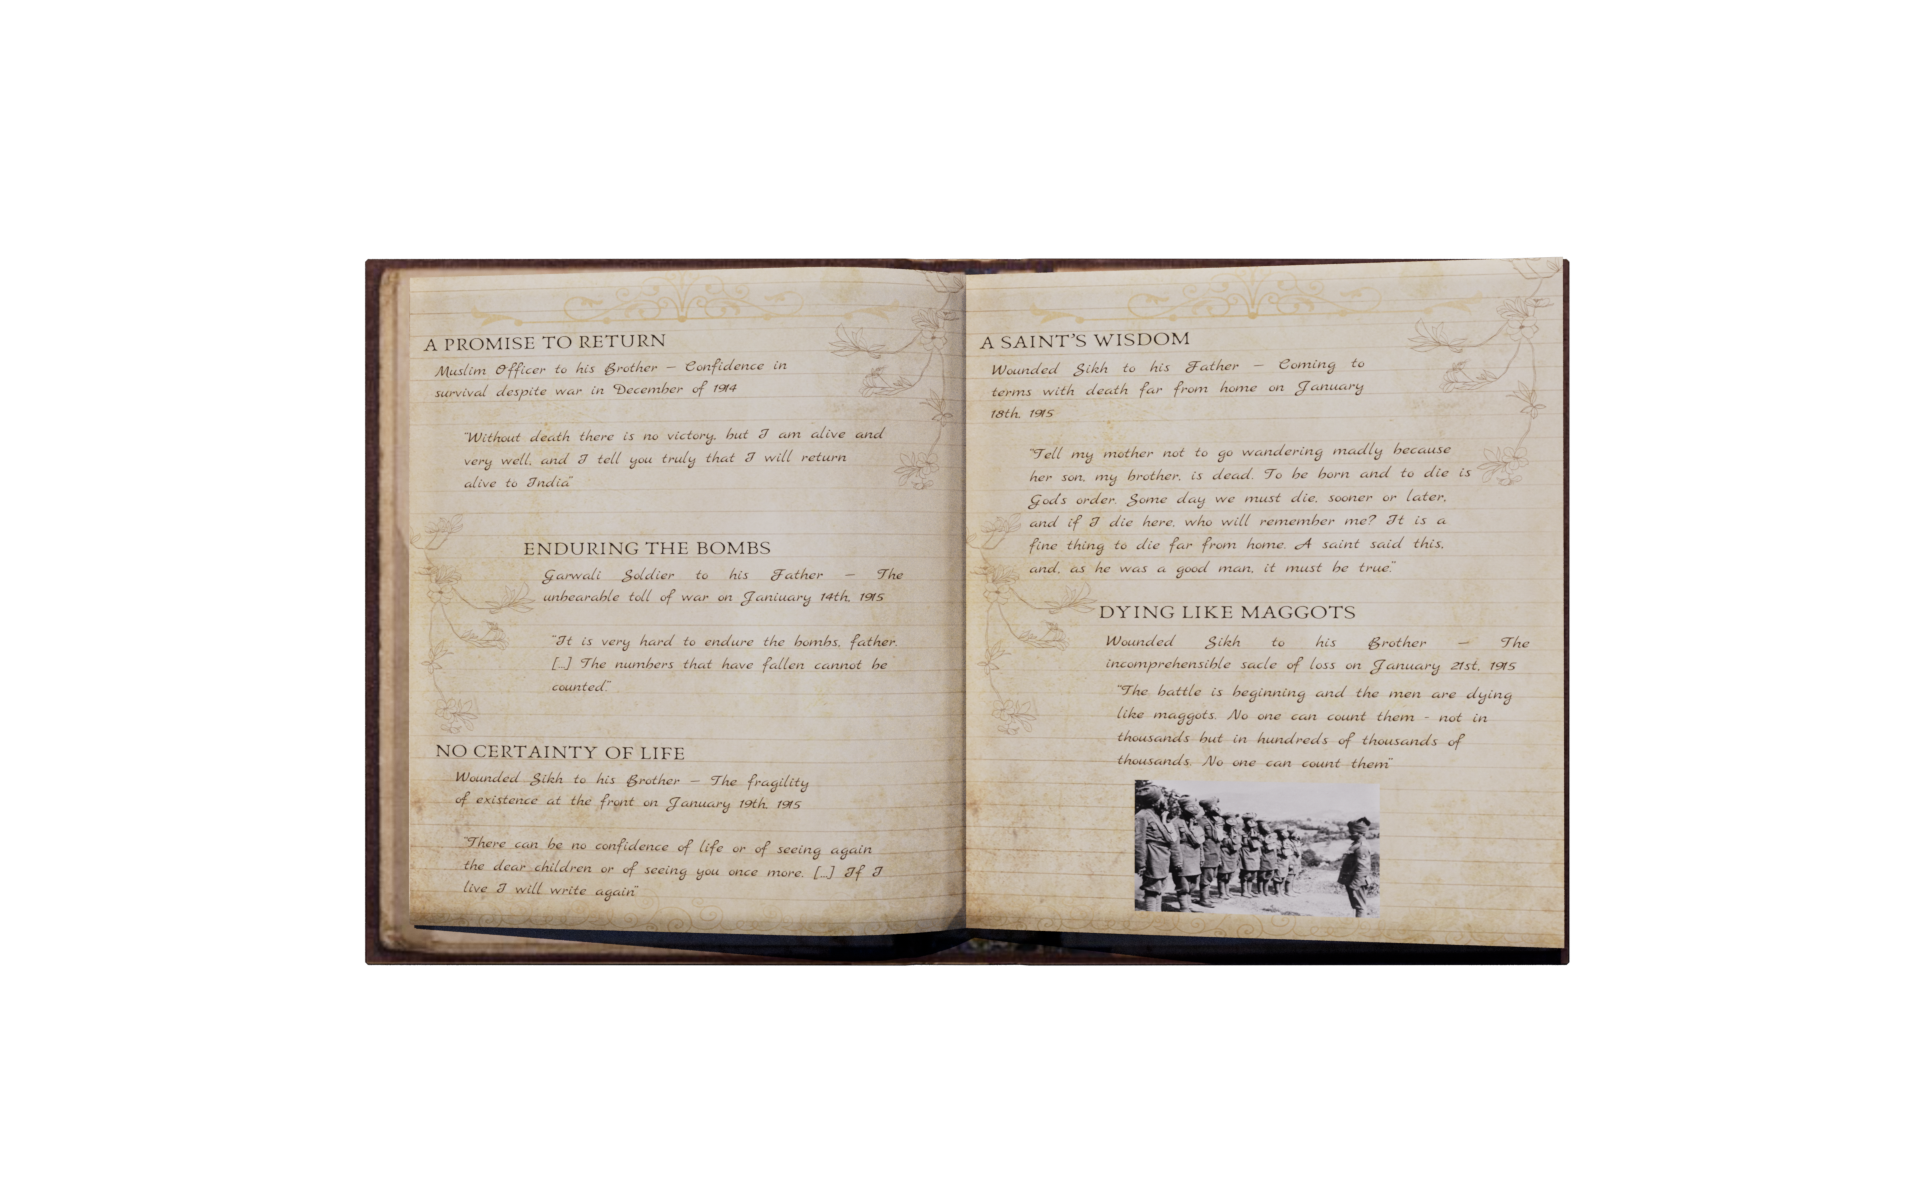 A PROMISE TO RETURN
Muslim Officer to his Brother – Confidence in
survival despite war in December of 1914
"Without death there is no victory, but I am alive and
very well, and I tell you truly that I will return
alive to India"
ENDURING THE BOMBS
Garwali Soldier to his Father – The
unbearable toll of war on Janiuary 14th, 1915
"It is very hard to endure the bombs, father.
[...] The numbers that have fallen cannot be
counted."
NO CERTAINTY OF LIFE
Wounded Sikh to his Brother – The fragility
of existence at the front on January 19th, 1915
"There can be no confidence of life or of seeing again
the dear children or of seeing you once more. [...] If I
live I will write again"
A SAINT'S WISDOM
Wounded Sikh to his Father – Coming to
terms with death far from home on January
18th, 1915
"Tell my mother not to go wandering madly because
her son, my brother, is dead. To be born and to die is
God's order. Some day we must die, sooner or later,
and if I die here, who will remember me? It is a
fine thing to die far from home. A saint said this,
and, as he was a good man, it must be true."
DYING LIKE MAGGOTS
Wounded Sikh to his Brother – The
incomprehensible sacle of loss on January 21st, 1915
"The battle is beginning and the men are dying
like maggots. No one can count them - not in
thousands but in hundreds of thousands of
thousands. No one can count them"